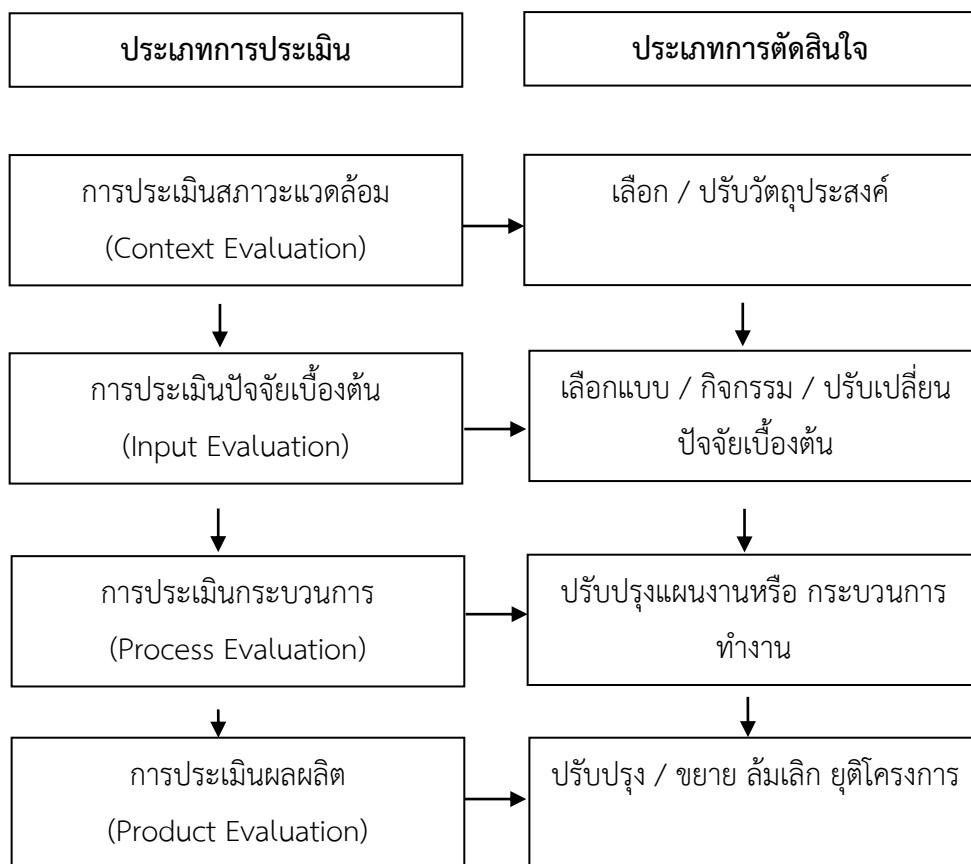 ประเภทการประเมิน
ประเภทการตัดสินใจ
การประเมินสภาวะแวดล้อม
(Context Evaluation)
เลือก / ปรับวัตถุประสงค์
การประเมินปัจจัยเบื้องต้น
(Input Evaluation)
เลือกแบบ / กิจกรรม / ปรับเปลี่ยน
ปัจจัยเบื้องต้น
การประเมินกระบวนการ
(Process Evaluation)
ปรับปรุงแผนงานหรือ กระบวนการ
ทำงาน
การประเมินผลผลิต
(Product Evaluation)
ปรับปรุง / ขยาย ล้มเลิก ยุติโครงการ